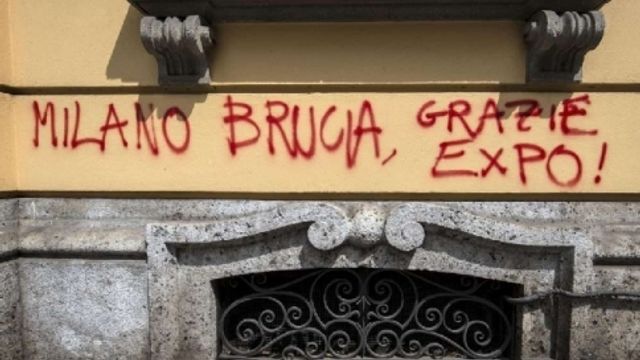 MILANO BRUCIA, GRAZIE
EXPO!